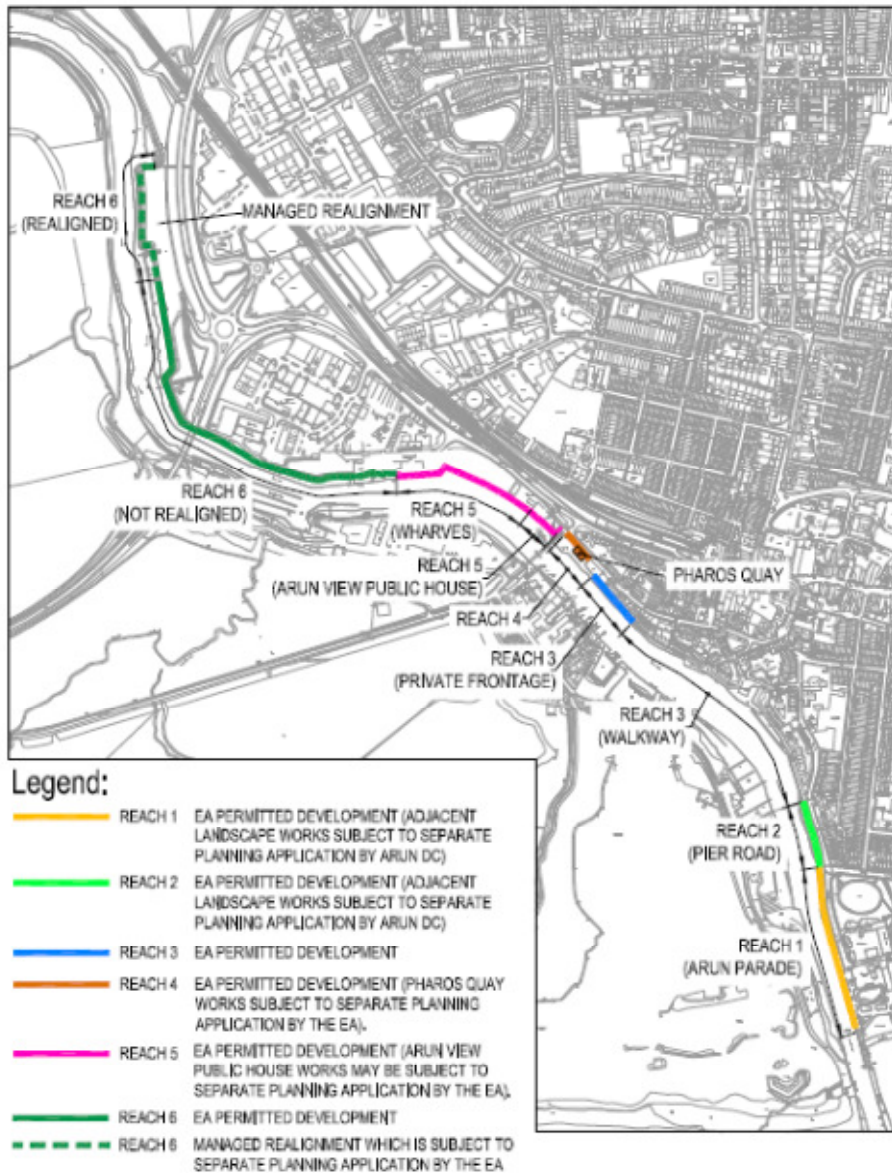 REACH 6
(REALIGNED)
MANAGED REALIGNMENT
REACH 6
(NOT REALIGNED)
REACH 5
(WHARVES)
REACH 5
(ARUN VIEW PUBLIC HOUSE)
PHAROS QUAY
REACH 4
REACH 3
(PRIVATE FRONTAGE)
REACH 3
(WALKWAY)
REACH 2
(PIER ROAD)
REACH 1
(ARUN PARADE)
Legend:
REACH 1 EA PERMITTED DEVELOPMENT (ADJACENT
LANDSCAPE WORKS SUBJECT TO SEPARATE
PLANNING APPLICATION BY ARUN DC)
REACH 2 EA PERMITTED DEVELOPMENT (ADJACENT
LANDSCAPE WORKS SUBJECT TO SEPARATE
PLANNING APPLICATION BY ARUN DC)
REACH 3 EA PERMITTED DEVELOPMENT
REACH 4 EA PERMITTED DEVELOPMENT (PHAROS QUAY
WORKS SUBJECT TO SEPARATE PLANNING
APPLICATION BY THE EA).
REACH 5 EA PERMITTED DEVELOPMENT (ARUN VIEW
PUBLIC HOUSE WORKS MAY BE SUBJECT TO
SEPARATE PLANNING APPLICATION BY THE EA).
REACH 6 EA PERMITTED DEVELOPMENT
REACH 6 MANAGED REALIGNMENT WHICH IS SUBJECT TO
SEPARATE PLANNING APPLICATION BY THE EA